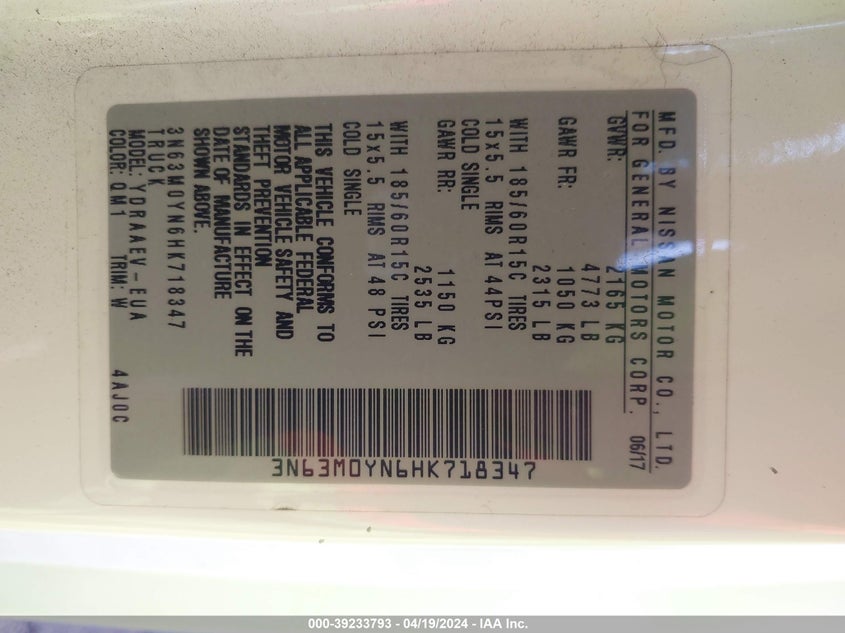 MFD. BY NISSAN MOTOR CO., LTD.
FOR GENERAL MOTORS CORP. 06/17
GVWR: 2165 KG
4773 LB
GAWR FR: 1050 KG
2315 LB
WITH 185/60R15C TIRES
15x5.5 RIMS AT 44PSI
COLD SINGLE
GAWR RR: 1150 KG
2535 LB
WITH 185/60R15C TIRES
15x5.5 RIMS AT 48 PSI
COLD SINGLE
THIS VEHICLE CONFORMS TO
ALL APPLICABLE FEDERAL
MOTOR VEHICLE SAFETY AND
THEFT PREVENTION
STANDARDS IN EFFECT ON THE
DATE OF MANUFACTURE
SHOWN ABOVE.
3N63M0YN6HK718347
TRUCK
MODEL: YDRAAEV-EUA
COLOR: QM1 TRIM: W 4AJ0C
3N63M0YN6HK718347
000-39233793 - 04/19/2024 - IAA Inc.